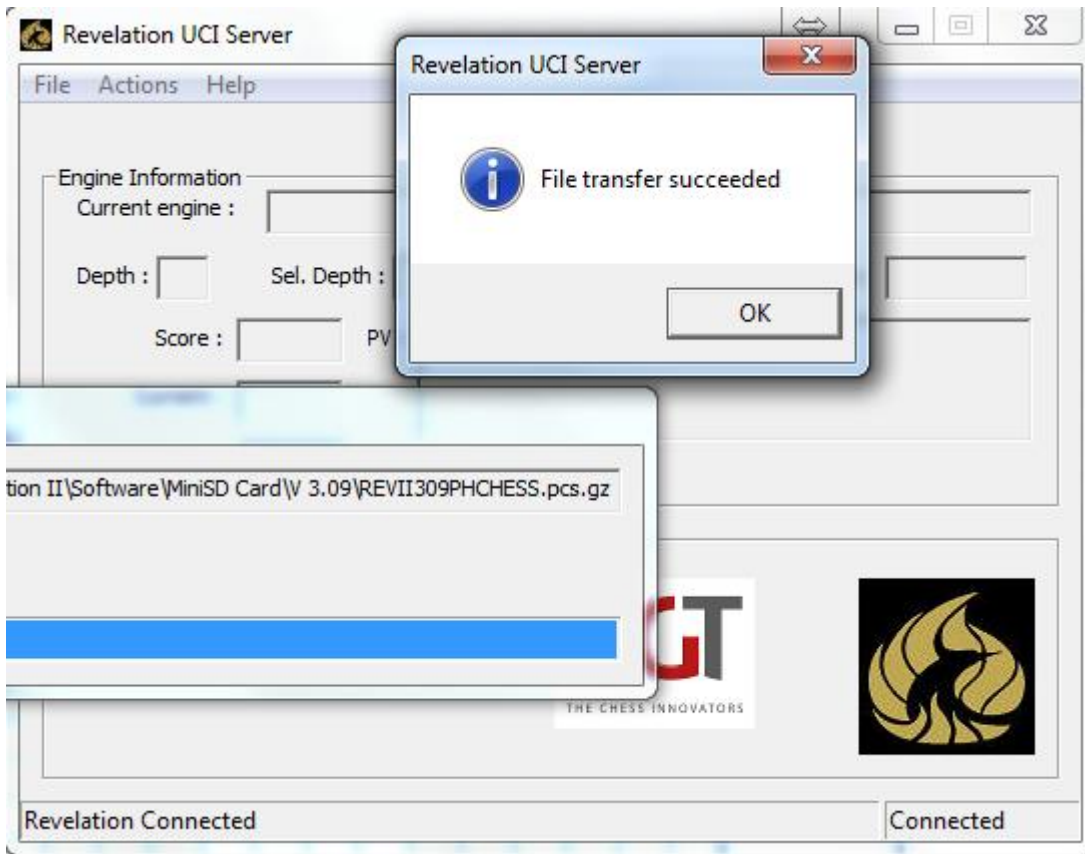 Revelation UCI Server
File Actions Help
Revelation UCI Server
File transfer succeeded
OK
Engine Information
Current engine :
Depth :
Sel. Depth :
Score :
PV
tion II\Software\MiniSD Card\V 3.09\REVII309PHCHESS.pcs.gz
GT
THE CHESS INNOVATORS
Revelation Connected
Connected